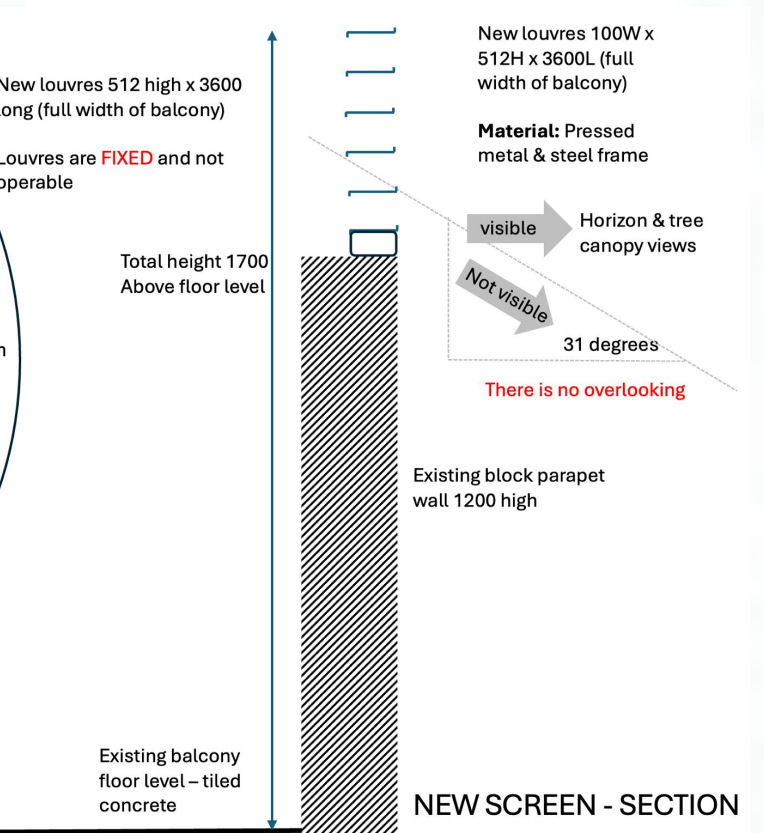 New louvres 100W x
512H x 3600L (full
width of balcony)
Material: Pressed
metal & steel frame
New louvres 512 high x 3600
long (full width of balcony)
Louvres are FIXED and not
operable
visible
Horizon & tree
canopy views
Not visible
31 degrees
There is no overlooking
Total height 1700
Above floor level
Existing block parapet
wall 1200 high
Existing balcony
floor level – tiled
concrete
NEW SCREEN - SECTION